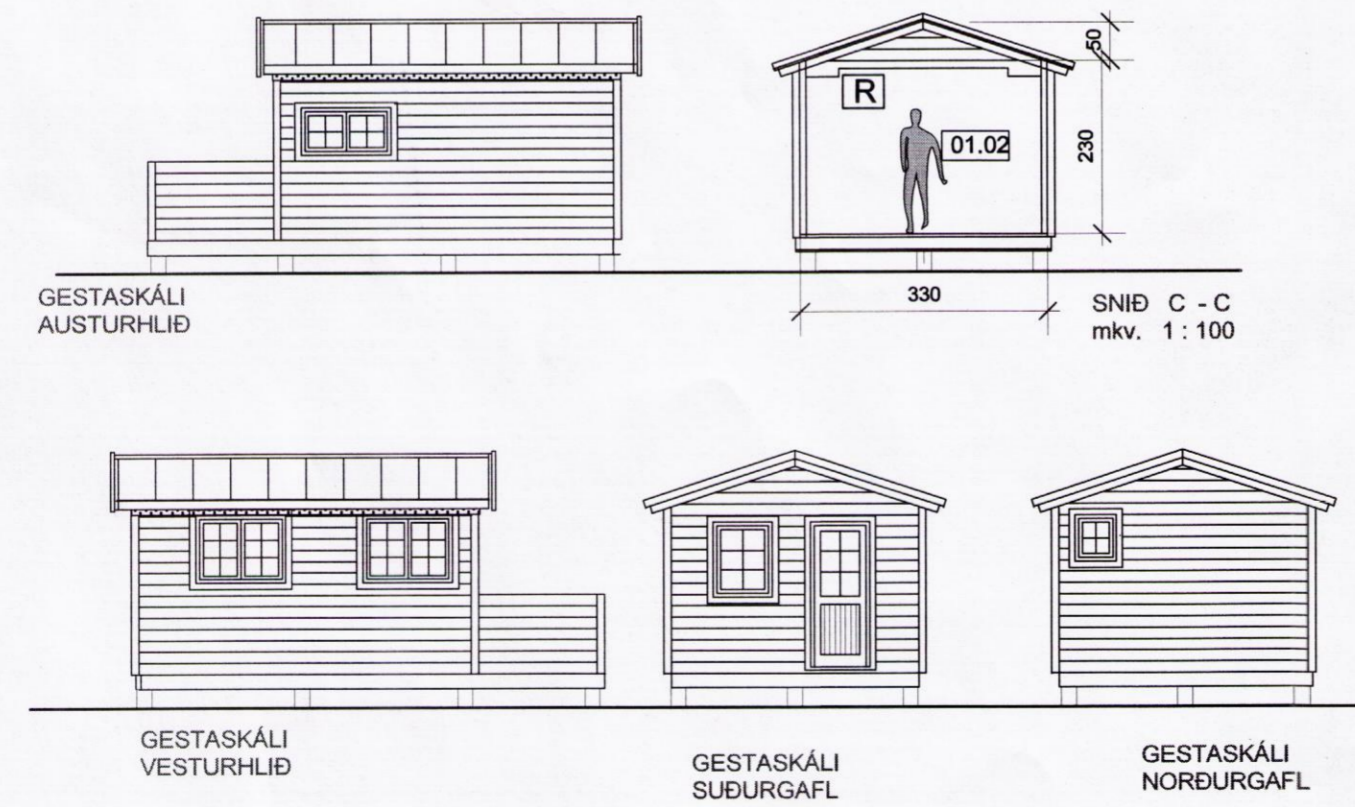 50
R
01.02
230
GESTASKÁLI
AUSTURHLIÐ
330
SNIÐ C - C
mkv. 1 : 100
GESTASKÁLI
VESTURHLIÐ
GESTASKÁLI
SUÐURGAFL
GESTASKÁLI
NORÐURGAFL